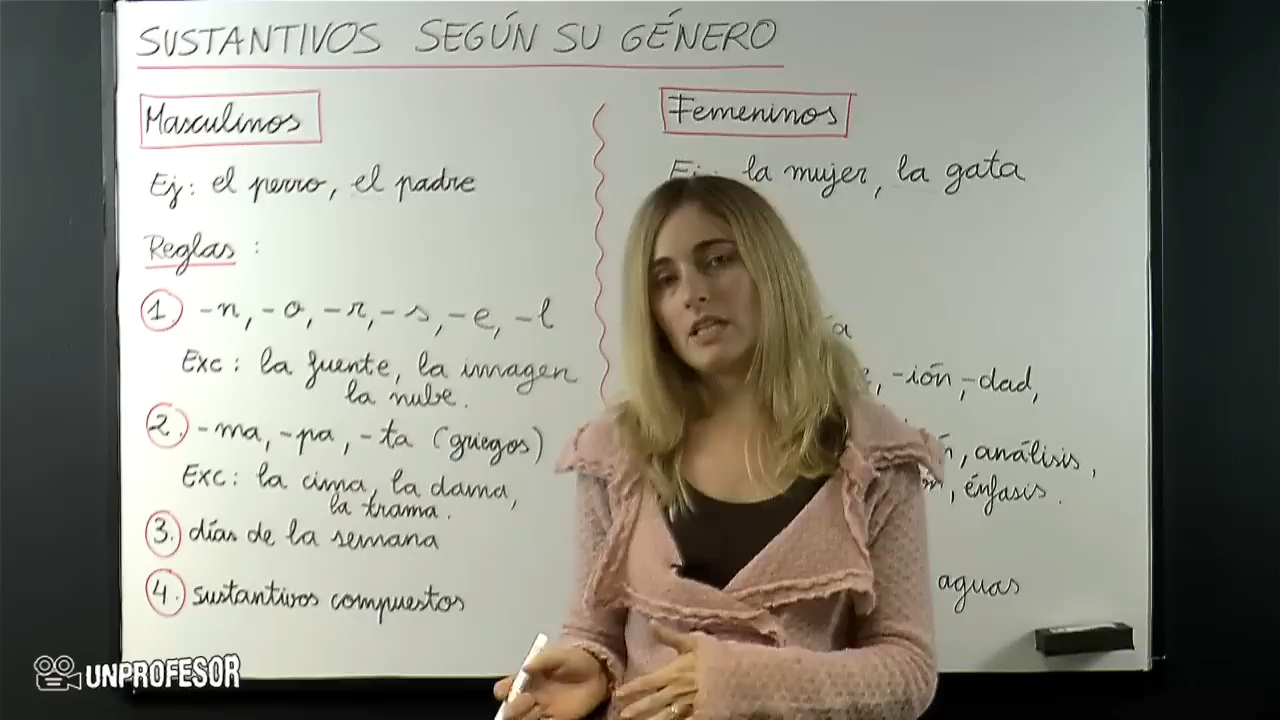 SUSTANTIVOS SEGÚN SU GÉNERO
Masculinos
Ej: el perro, el padre
Reglas:
1. -n, -o, -r, -s, -e, -l
Exc: la fuente, la imagen
la nube.
2. -ma, -pa, -ta (griegos)
Exc: la cima, la dama,
la trama.
3. días de la semana
4. sustantivos compuestos
Femeninos
Ej: la mujer, la gata
, -ión, -dad,
, análisis,
, énfasis.
aguas
UNPROFESOR